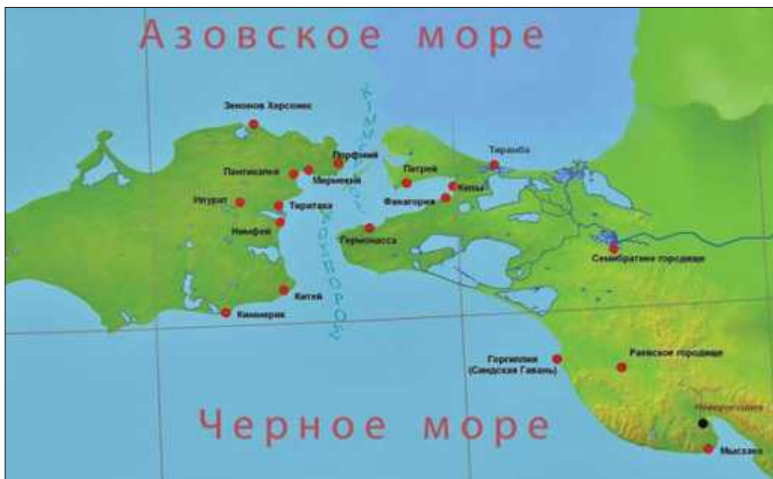 Азовское море
Зенонов Херсонес
Порфмий
Тирамба
Пантикапей
Мирмекий
Патрей
Кепы
Илурат
Тиритака
Фанагория
Нимфей
Гермонасса
Семибратнее городище
Китей
Киммерик
Горгиппия
(Синдская Гавань)
Раевское городище
Новороссийск
Черное море
Мысхако